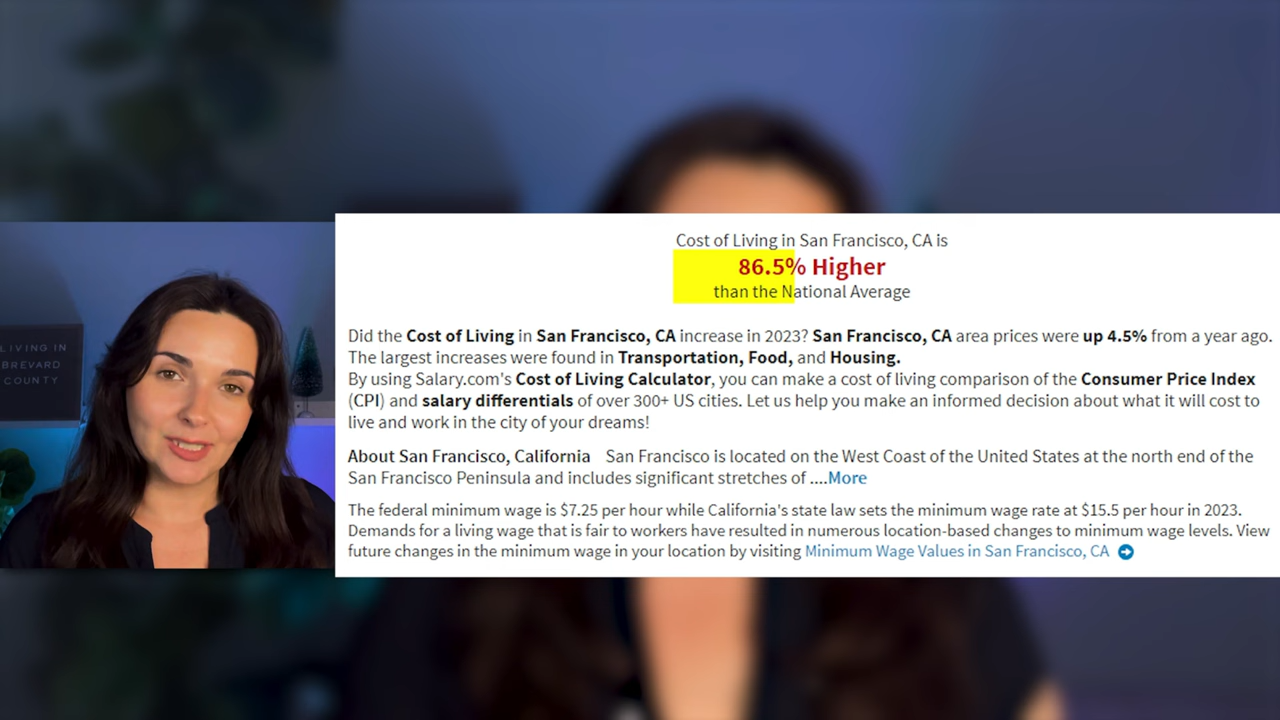 LIVING IN
BREVARD
COUNTY
Cost of Living in San Francisco, CA is
86.5% Higher
than the National Average
Did the Cost of Living in San Francisco, CA increase in 2023? San Francisco, CA area prices were up 4.5% from a year ago.
The largest increases were found in Transportation, Food, and Housing.
By using Salary.com's Cost of Living Calculator, you can make a cost of living comparison of the Consumer Price Index
(CPI) and salary differentials of over 300+ US cities. Let us help you make an informed decision about what it will cost to
live and work in the city of your dreams!
About San Francisco, California San Francisco is located on the West Coast of the United States at the north end of the
San Francisco Peninsula and includes significant stretches of ....More
The federal minimum wage is $7.25 per hour while California's state law sets the minimum wage rate at $15.5 per hour in 2023.
Demands for a living wage that is fair to workers have resulted in numerous location-based changes to minimum wage levels. View
future changes in the minimum wage in your location by visiting Minimum Wage Values in San Francisco, CA